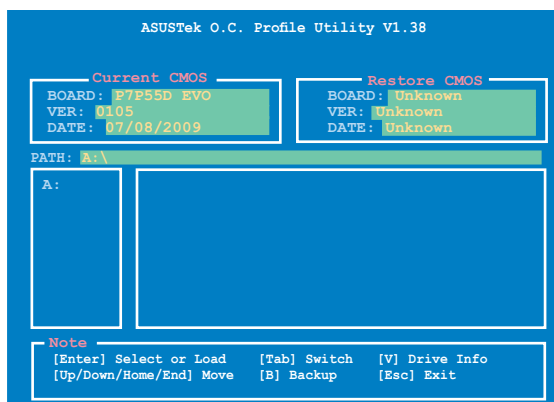 ASUSTek O.C. Profile Utility V1.38
Current CMOS
BOARD: P7P55D EVO
VER: 0105
DATE: 07/08/2009
Restore CMOS
BOARD: Unknown
VER: Unknown
DATE: Unknown
PATH: A:\
A:
Note
[Enter] Select or Load [Tab] Switch [V] Drive Info
[Up/Down/Home/End] Move [B] Backup [Esc] Exit